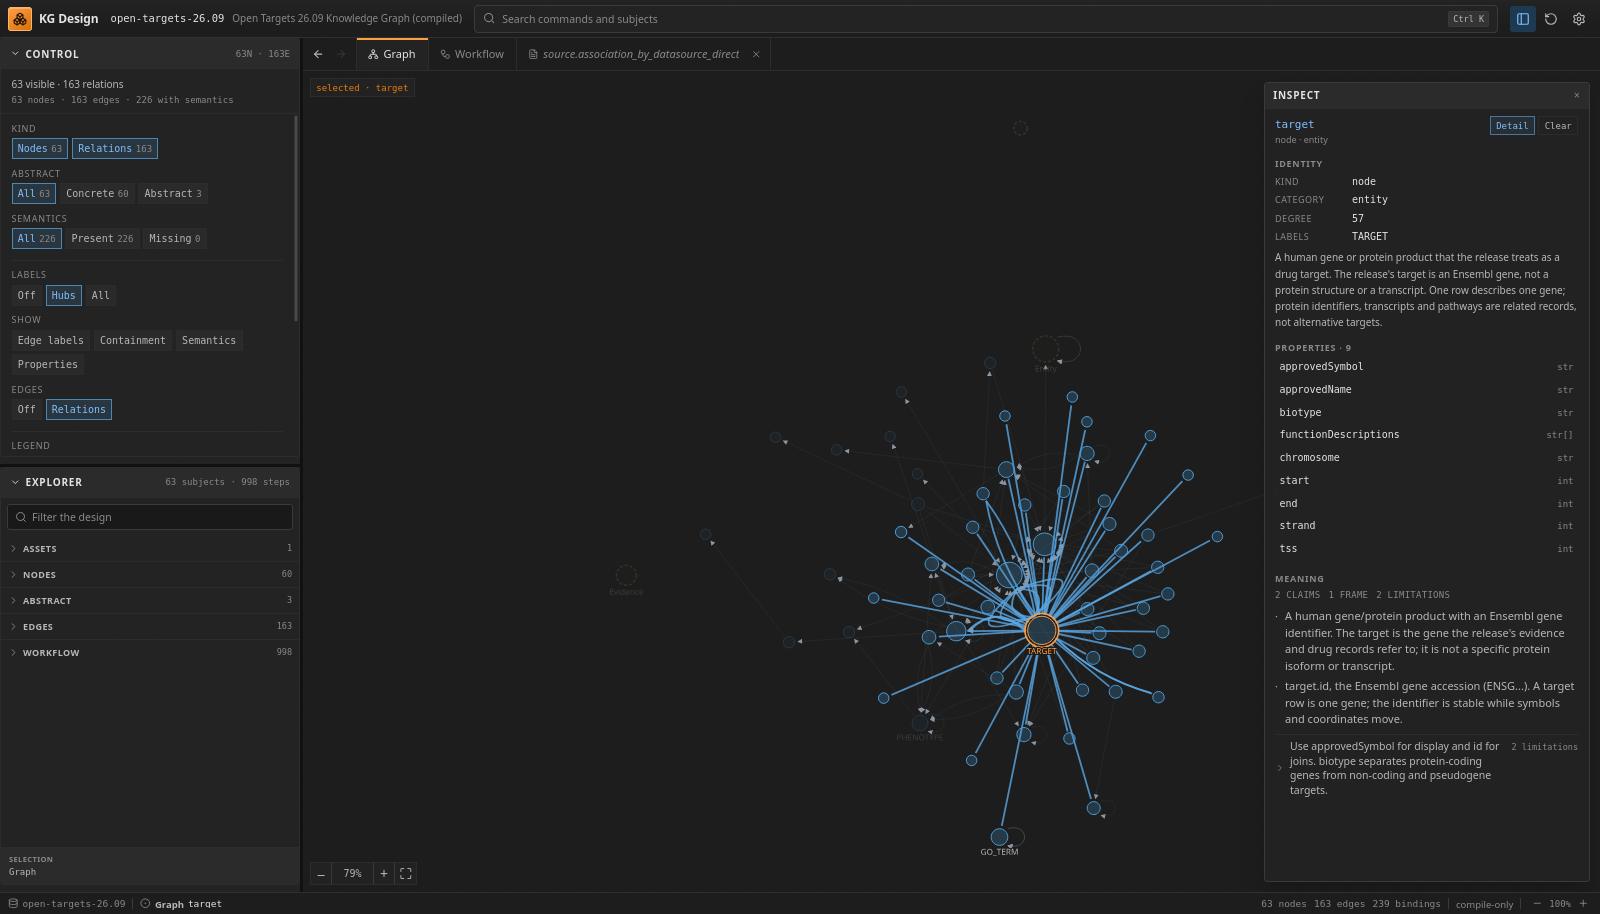 KG Design open-targets-26.09 Open Targets 26.09 Knowledge Graph (compiled)
Search commands and subjects
Ctrl K
CONTROL
63N · 163E
63 visible · 163 relations
63 nodes · 163 edges · 226 with semantics
KIND
Nodes 63
Relations 163
ABSTRACT
All 63
Concrete 60
Abstract 3
SEMANTICS
All 226
Present 226
Missing 0
LABELS
Off
Hubs
All
SHOW
Edge labels
Containment
Semantics
Properties
EDGES
Off
Relations
LEGEND
EXPLORER
63 subjects · 998 steps
Filter the design
ASSETS 1
NODES 60
ABSTRACT 3
EDGES 163
WORKFLOW 998
SELECTION
Graph
Graph
Workflow
source.association_by_datasource_direct
selected · target
Entity
Evidence
TARGET
PHENOTYPE
GO_TERM
79%
INSPECT
target
Detail
Clear
node · entity
IDENTITY
KIND node
CATEGORY entity
DEGREE 57
LABELS TARGET
A human gene or protein product that the release treats as a
drug target. The release's target is an Ensembl gene, not a
protein structure or a transcript. One row describes one gene;
protein identifiers, transcripts and pathways are related records,
not alternative targets.
PROPERTIES · 9
approvedSymbol str
approvedName str
biotype str
functionDescriptions str[]
chromosome str
start int
end int
strand int
tss int
MEANING
2 CLAIMS 1 FRAME 2 LIMITATIONS
· A human gene/protein product with an Ensembl gene
identifier. The target is the gene the release's evidence
and drug records refer to; it is not a specific protein
isoform or transcript.
· target.id, the Ensembl gene accession (ENSG...). A target
row is one gene; the identifier is stable while symbols
and coordinates move.
Use approvedSymbol for display and id for 2 limitations
joins. biotype separates protein-coding
genes from non-coding and pseudogene
targets.
open-targets-26.09
Graph target
63 nodes 163 edges 239 bindings
compile-only
100%